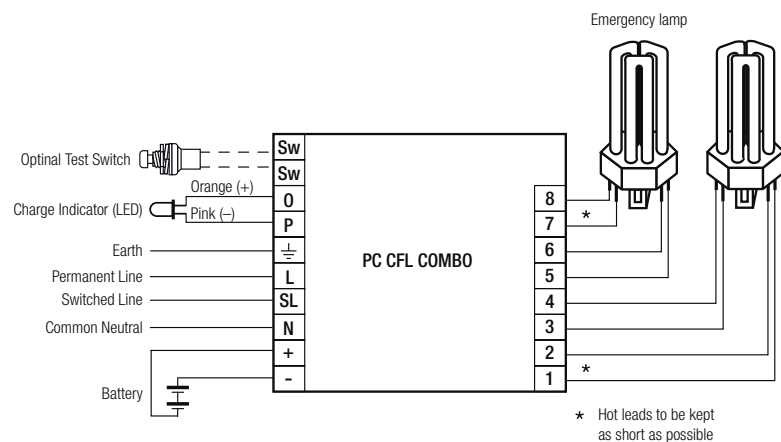 Emergency lamp
Optinal Test Switch
Sw
Sw
Orange (+)
O
Charge Indicator (LED)
Pink (–)
P
Earth
⏚
Permanent Line
L
Switched Line
SL
Common Neutral
N
+
Battery
-
PC CFL COMBO
8
7
*
6
5
4
3
2
1
*
* Hot leads to be kept
as short as possible